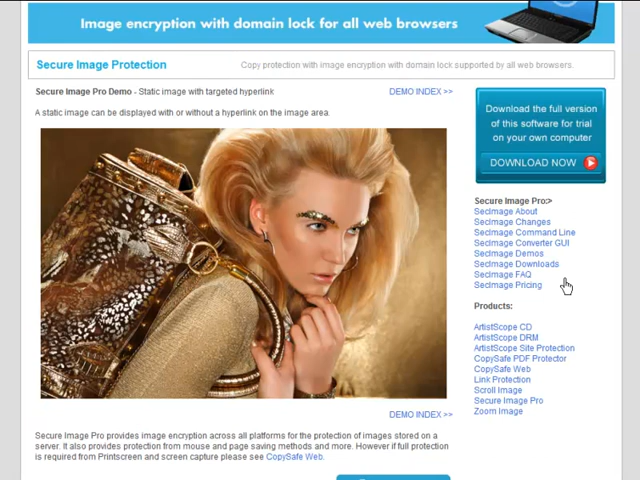 Image encryption with domain lock for all web browsers
Secure Image Protection
Copy protection with image encryption with domain lock supported by all web browsers.
Secure Image Pro Demo - Static image with targeted hyperlink
DEMO INDEX >>
A static image can be displayed with or without a hyperlink on the image area.
DEMO INDEX >>
Secure Image Pro provides image encryption across all platforms for the protection of images stored on a
server. It also provides protection from mouse and page saving methods and more. However if full protection
is required from Printscreen and screen capture please see CopySafe Web.
Download the full version
of this software for trial
on your own computer
DOWNLOAD NOW
Secure Image Pro:>
SecImage About
SecImage Changes
SecImage Command Line
SecImage Converter GUI
SecImage Demos
SecImage Downloads
SecImage FAQ
SecImage Pricing
Products:
ArtistScope CD
ArtistScope DRM
ArtistScope Site Protection
CopySafe PDF Protector
CopySafe Web
Link Protection
Scroll Image
Secure Image Pro
Zoom Image